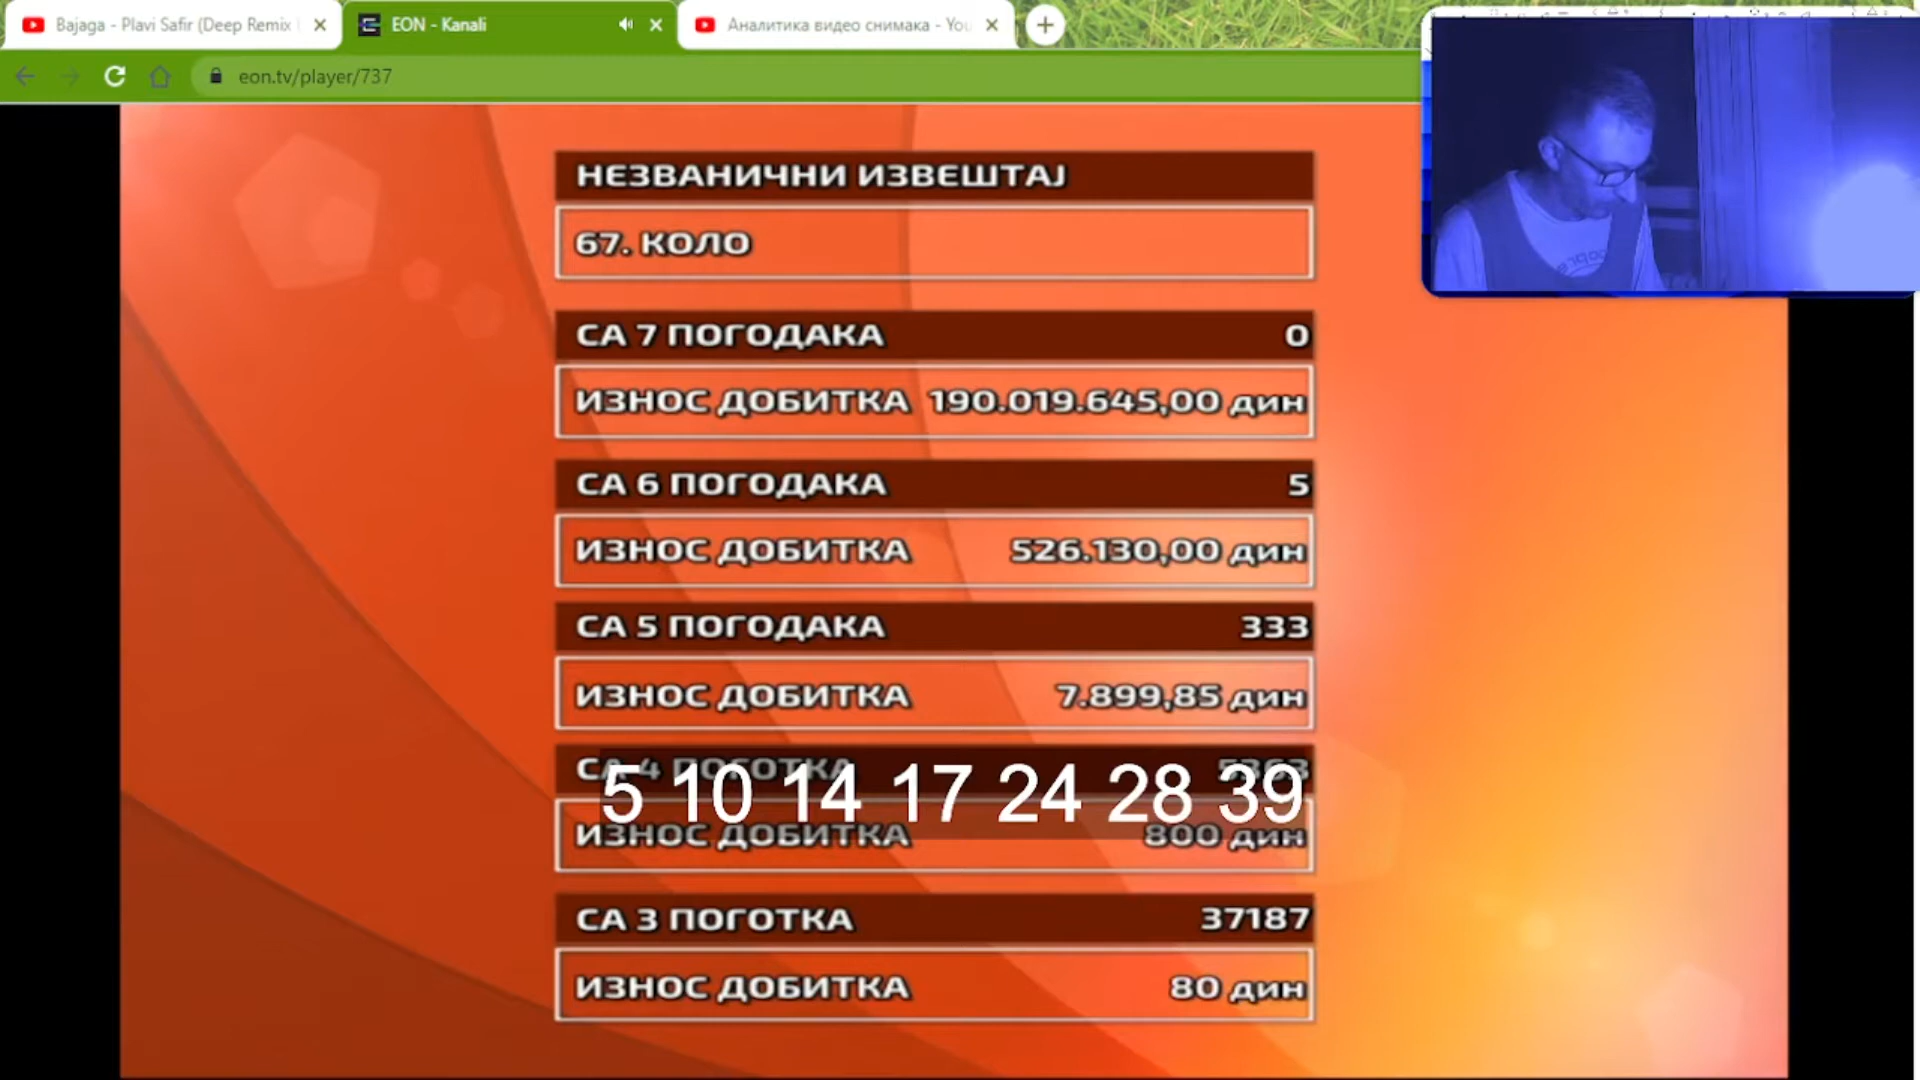 Bajaga - Plavi Safir (Deep Remix
EON - Kanali
Аналитика видео снимака - You
eon.tv/player/737
НЕЗВАНИЧНИ ИЗВЕШТАЈ
67. КОЛО
СА 7 ПОГОДАКА 0
ИЗНОС ДОБИТКА 190.019.645,00 дин
СА 6 ПОГОДАКА 5
ИЗНОС ДОБИТКА 526.130,00 дин
СА 5 ПОГОДАКА 333
ИЗНОС ДОБИТКА 7.899,85 дин
СА 4 ПОГОТКА
5 10 14 17 24 28 39
ИЗНОС ДОБИТКА 800 дин
СА 3 ПОГОТКА 37187
ИЗНОС ДОБИТКА 80 дин